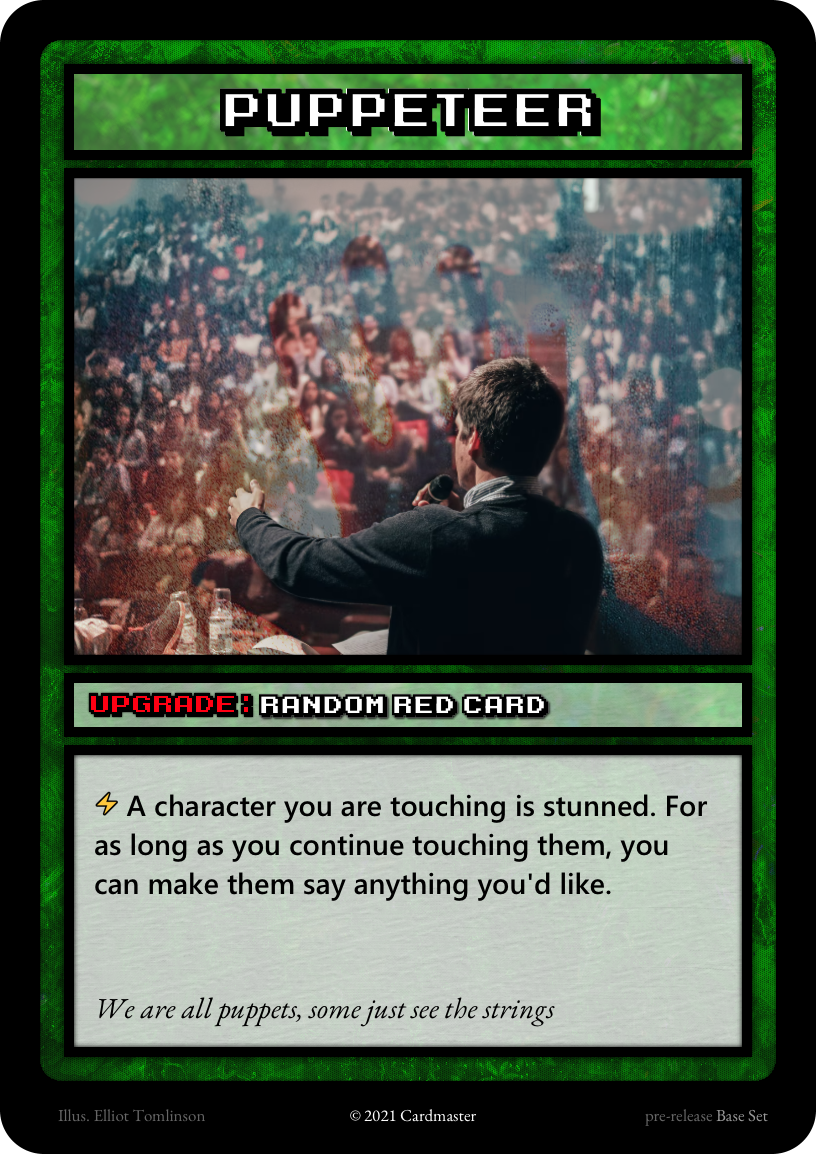 PUPPETEER
UPGRADE: RANDOM RED CARD
⚡ A character you are touching is stunned. For
as long as you continue touching them, you
can make them say anything you'd like.
We are all puppets, some just see the strings
Illus. Elliot Tomlinson © 2021 Cardmaster pre-release Base Set